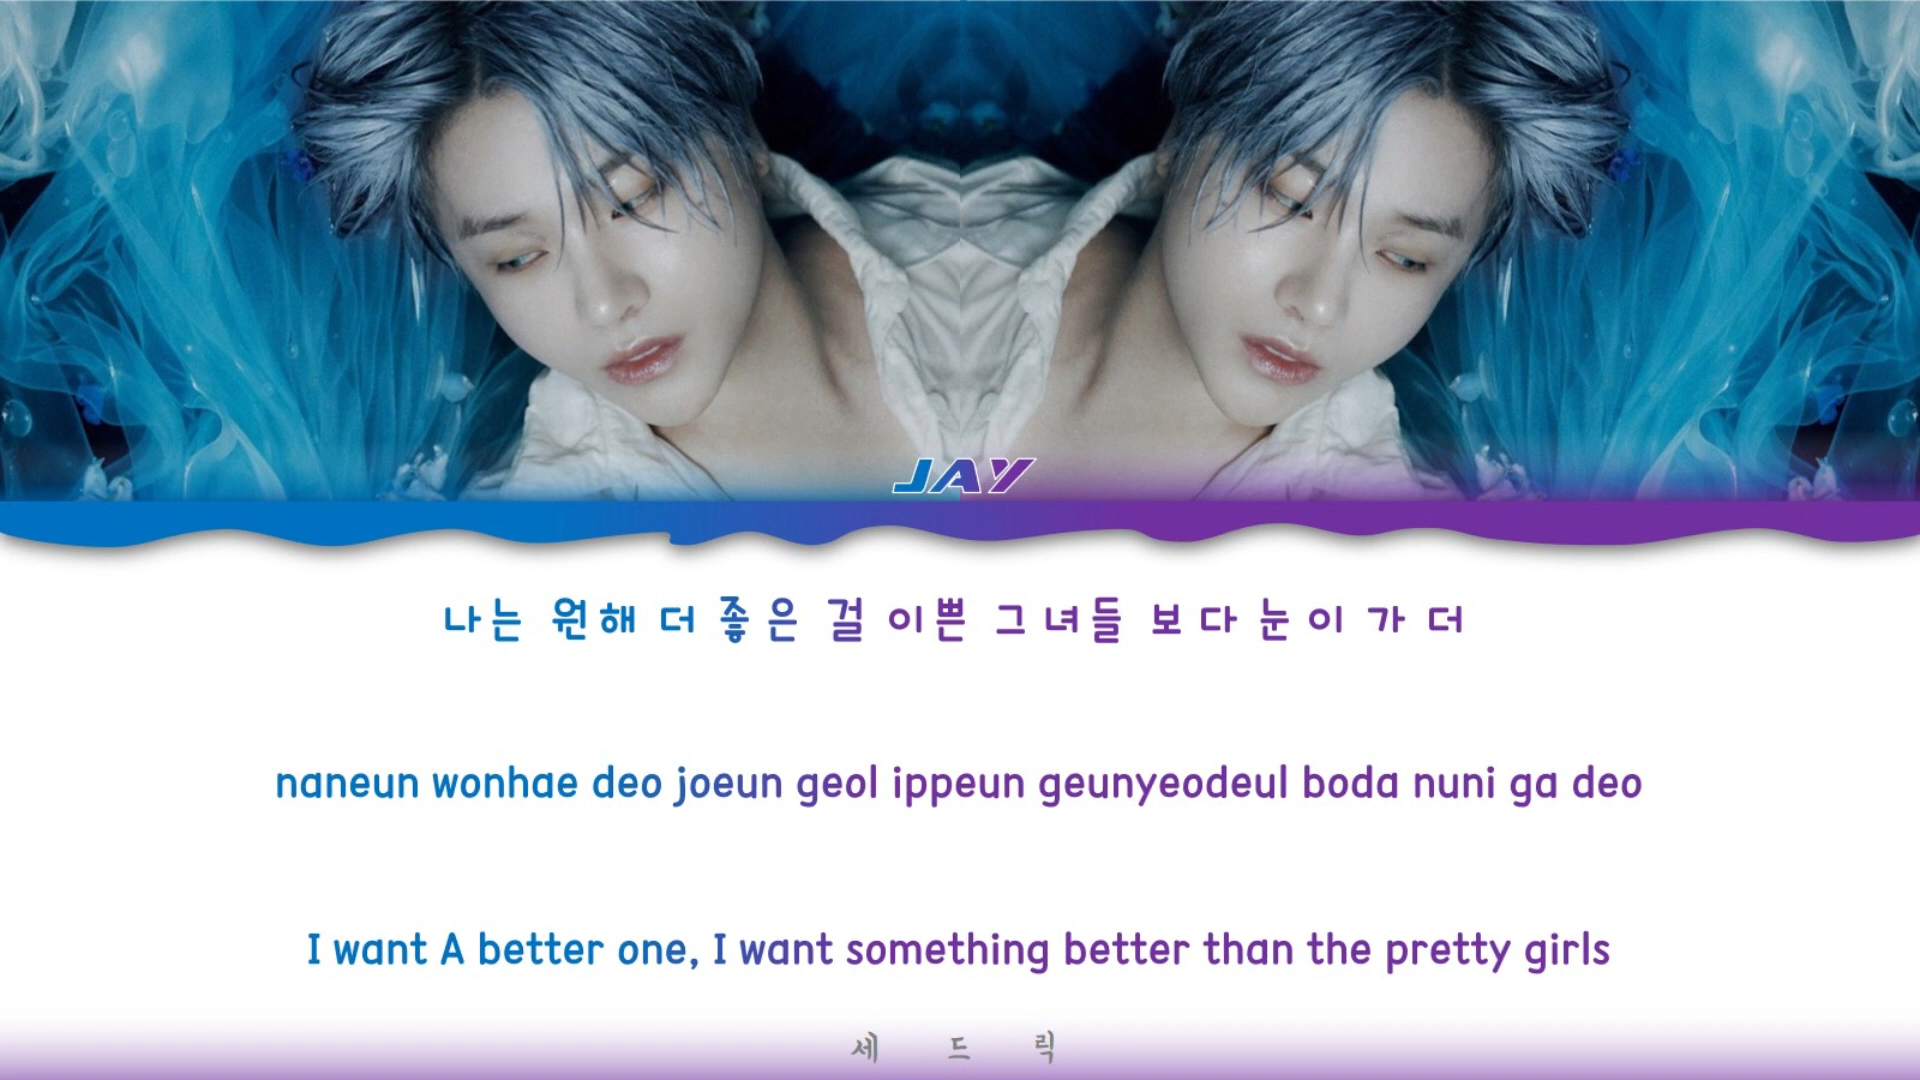 JAY
나는 원해 더 좋은 걸 이쁜 그녀들 보다 눈이 가 더
naneun wonhae deo joeun geol ippeun geunyeodeul boda nuni ga deo
I want A better one, I want something better than the pretty girls
세 드 릭